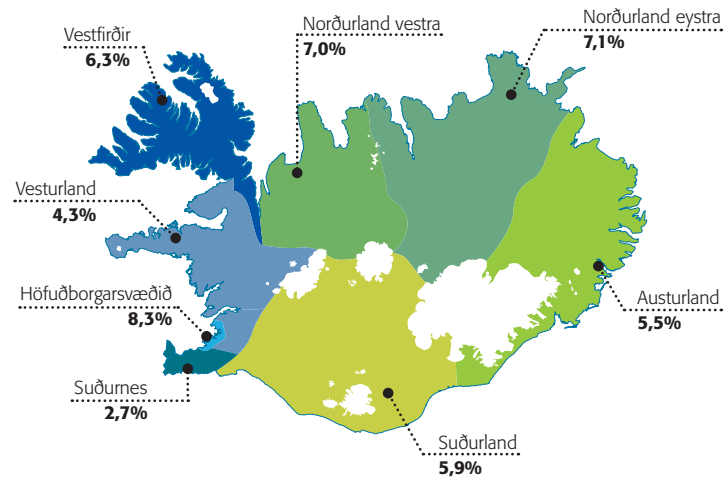 Norðurland eystra
7,1%
Norðurland vestra
7,0%
Vestfirðir
6,3%
Vesturland
4,3%
Höfuðborgarsvæðið
8,3%
Austurland
5,5%
Suðurnes
2,7%
Suðurland
5,9%